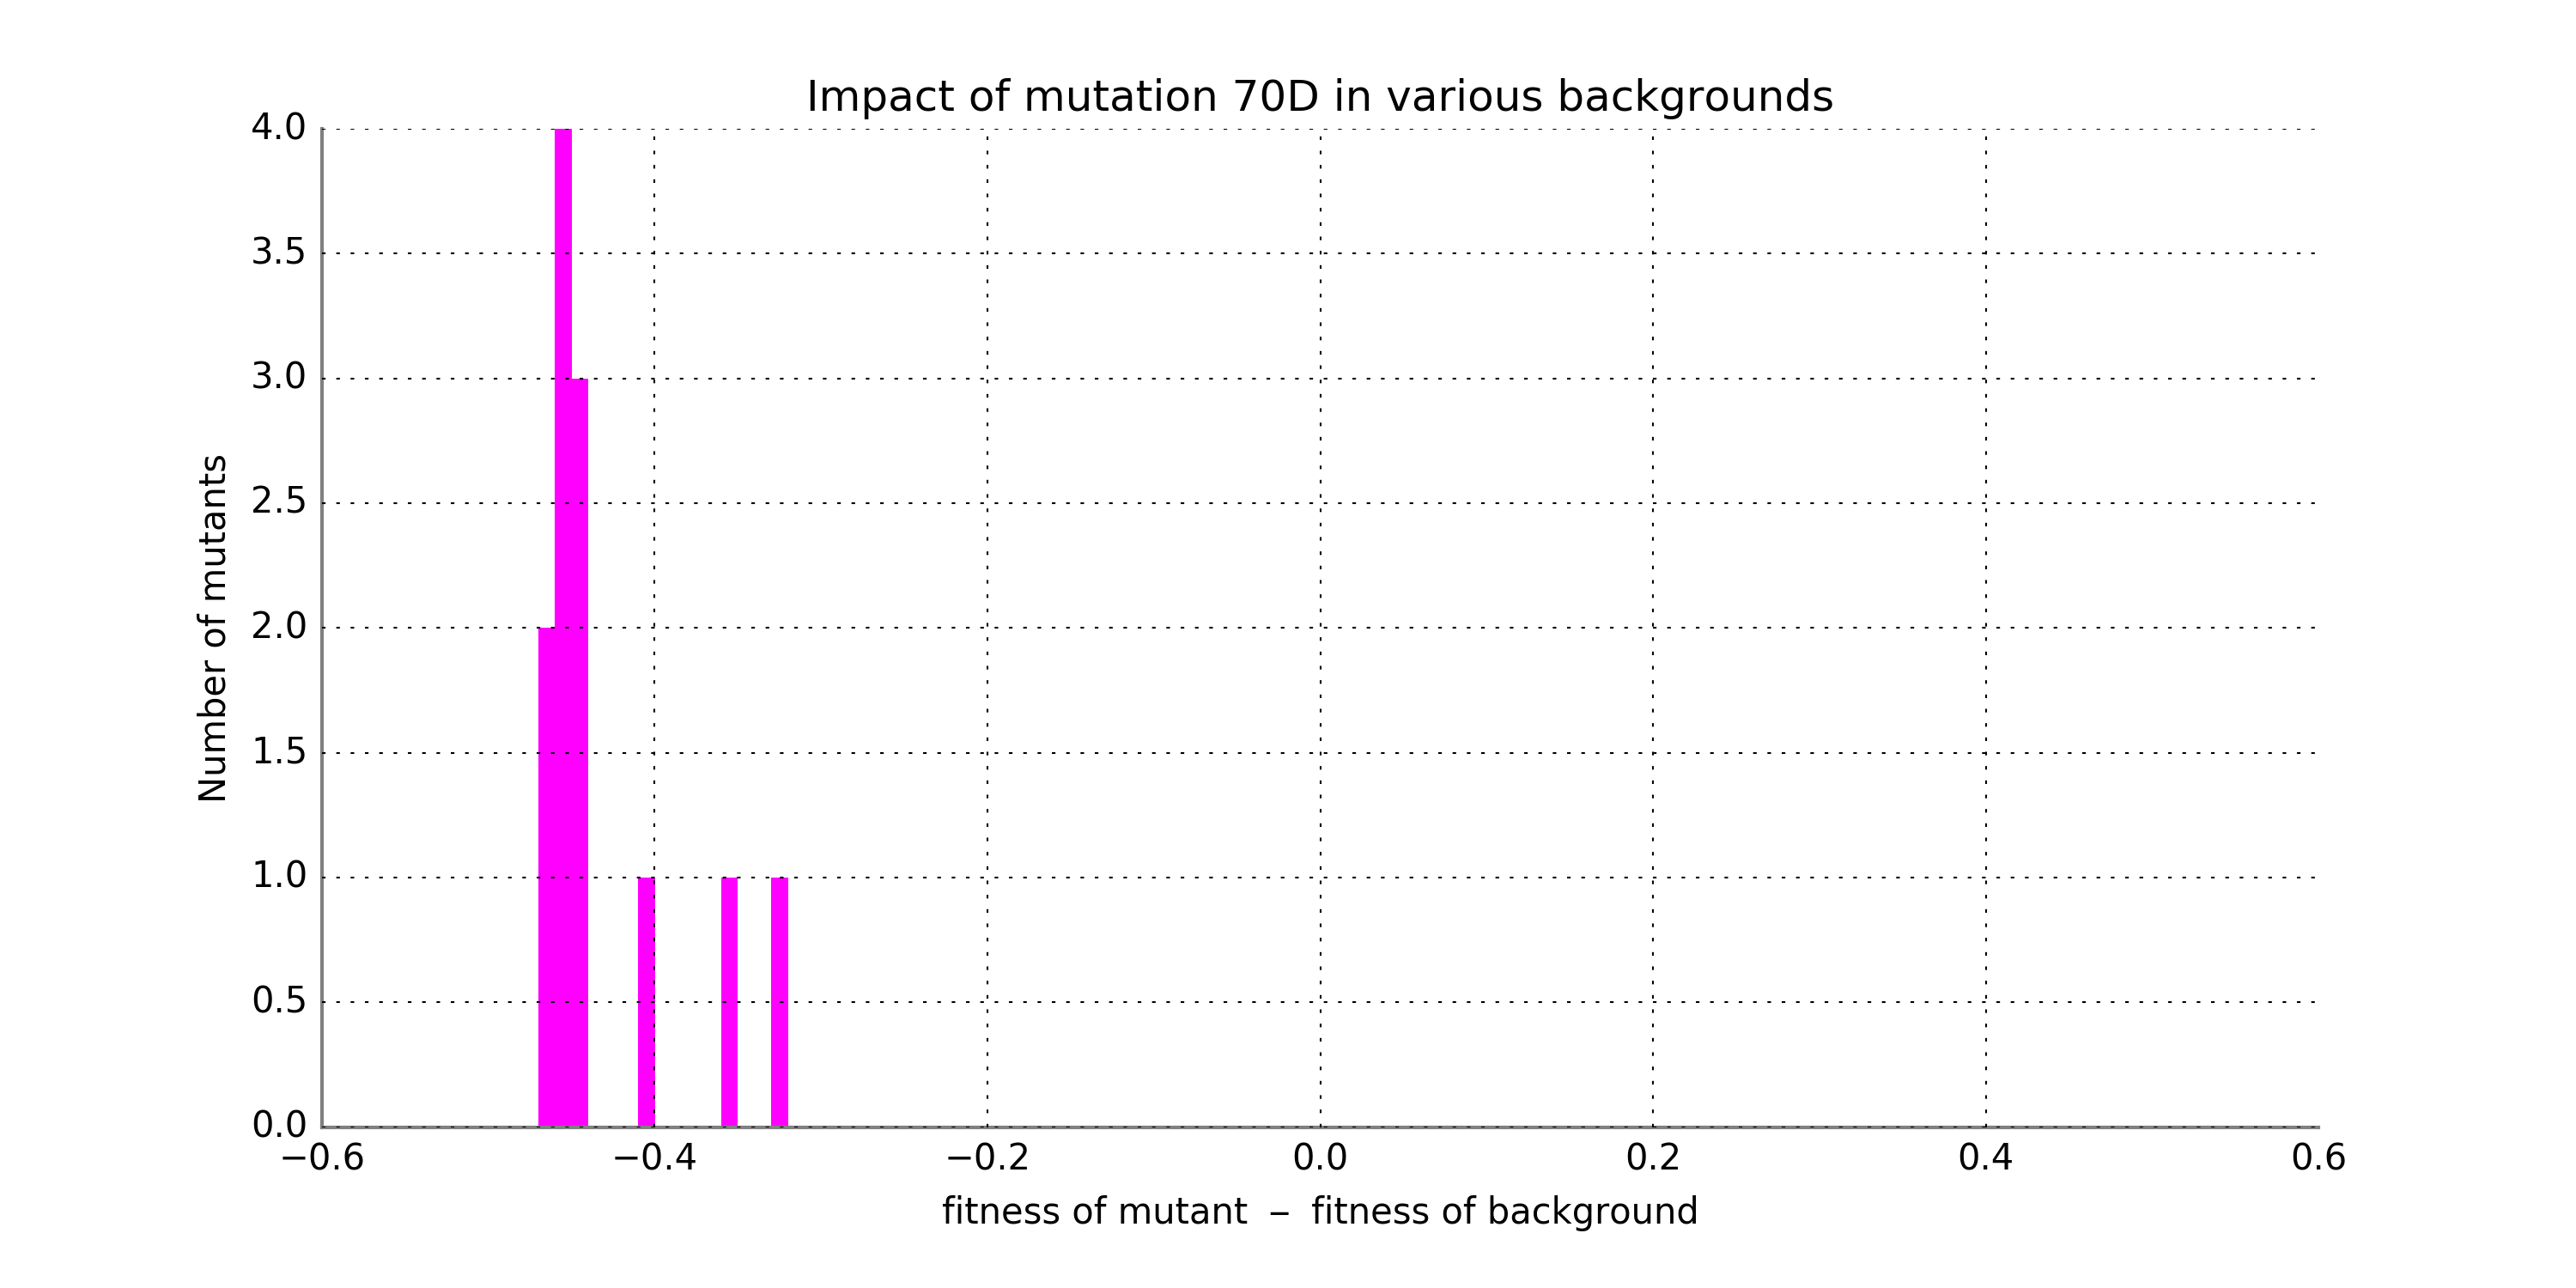 Impact of mutation 70D in various backgrounds
4.0
3.5
3.0
2.5
2.0
1.5
1.0
0.5
0.0
Number of mutants
−0.6 −0.4 −0.2 0.0 0.2 0.4 0.6
fitness of mutant − fitness of background